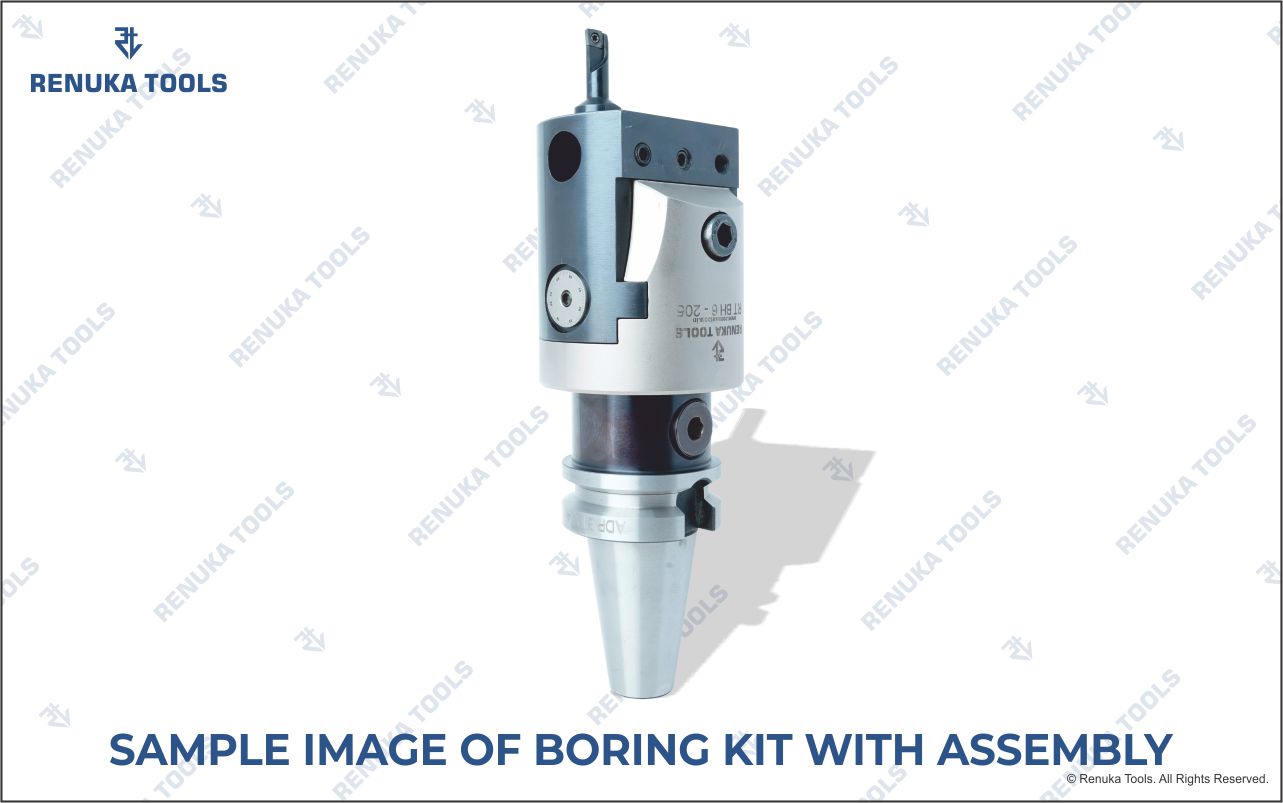 RENUKA TOOLS
RT BH 6 - 205
RENUKA TOOLS
SAMPLE IMAGE OF BORING KIT WITH ASSEMBLY
© Renuka Tools. All Rights Reserved.